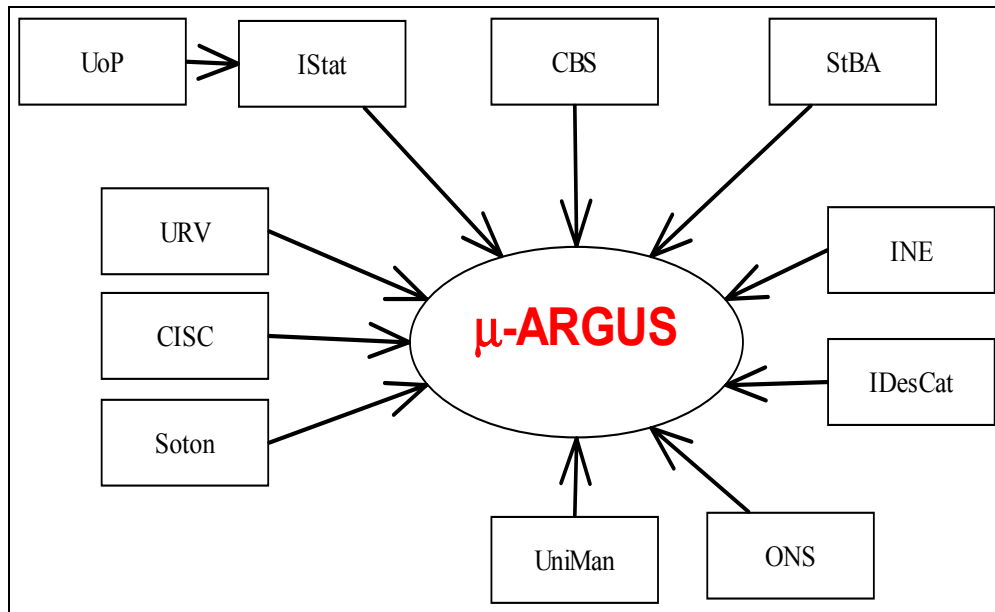 UoP
IStat
CBS
StBA
URV
INE
μ-ARGUS
CISC
IDesCat
Soton
UniMan
ONS